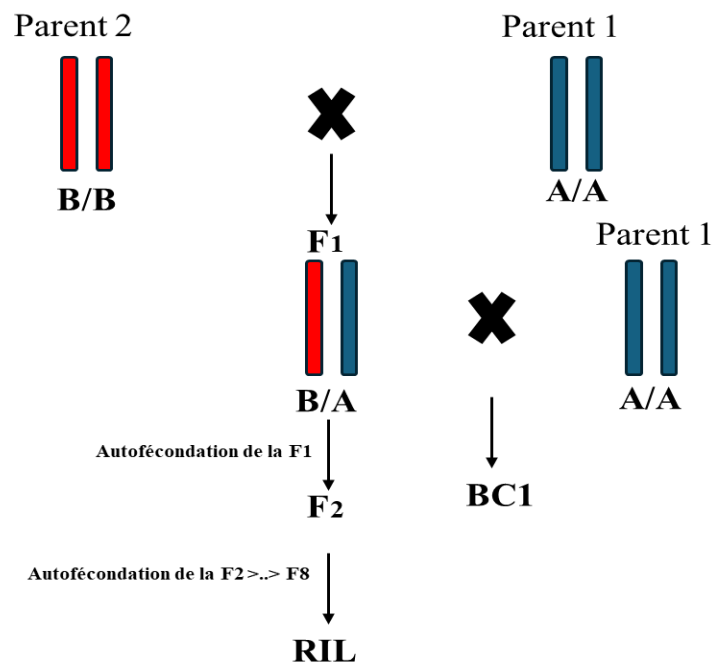 Parent 2
Parent 1
B/B
A/A
F1
Parent 1
B/A
A/A
Autofécondation de la F1
BC1
F2
Autofécondation de la F2 >..> F8
RIL